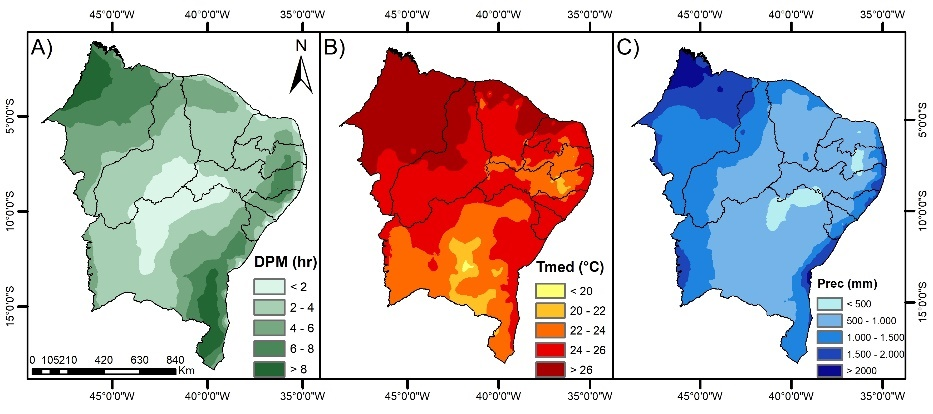 45°0'0"W 40°0'0"W 35°0'0"W 45°0'0"W 40°0'0"W 35°0'0"W 45°0'0"W 40°0'0"W 35°0'0"W
A) N B) C)
5°0'0"S 5°0'0"S
10°0'0"S 10°0'0"S
15°0'0"S 15°0'0"S
DPM (hr)
< 2
2 - 4
4 - 6
6 - 8
> 8
0 105210 420 630 840
Km
Tmed (°C)
< 20
20 - 22
22 - 24
24 - 26
> 26
Prec (mm)
< 500
500 - 1.000
1.000 - 1.500
1.500 - 2.000
> 2000
45°0'0"W 40°0'0"W 35°0'0"W 45°0'0"W 40°0'0"W 35°0'0"W 45°0'0"W 40°0'0"W 35°0'0"W